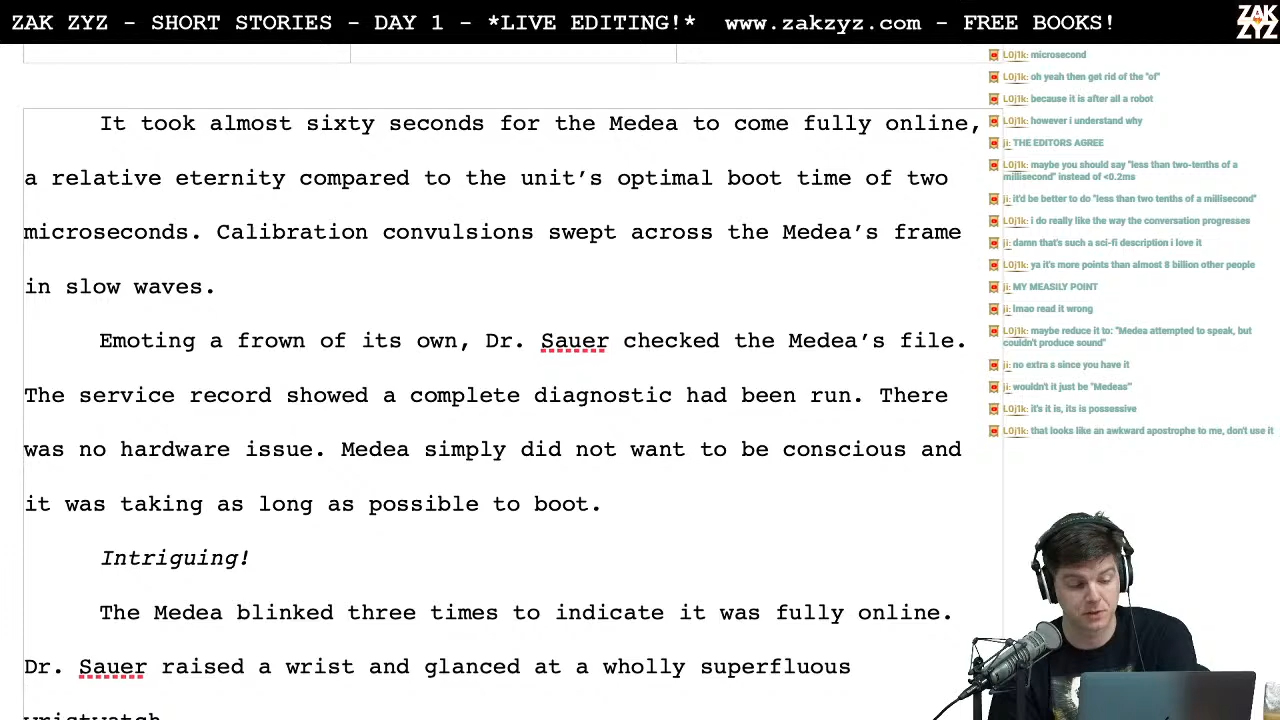 ZAK ZYZ - SHORT STORIES - DAY 1 - *LIVE EDITING!* www.zakzyz.com - FREE BOOKS!
ZAK
ZYZ
It took almost sixty seconds for the Medea to come fully online,
a relative eternity compared to the unit’s optimal boot time of two
microseconds. Calibration convulsions swept across the Medea’s frame
in slow waves.
Emoting a frown of its own, Dr. Sauer checked the Medea’s file.
The service record showed a complete diagnostic had been run. There
was no hardware issue. Medea simply did not want to be conscious and
it was taking as long as possible to boot.
Intriguing!
The Medea blinked three times to indicate it was fully online.
Dr. Sauer raised a wrist and glanced at a wholly superfluous
wristwatch.
L0j1k: microsecond
L0j1k: oh yeah then get rid of the "of"
L0j1k: because it is after all a robot
L0j1k: however i understand why
ji: THE EDITORS AGREE
L0j1k: maybe you should say "less than two-tenths of a
millisecond" instead of <0.2ms
ji: it'd be better to do "less than two tenths of a millisecond"
L0j1k: i do really like the way the conversation progresses
ji: damn that's such a sci-fi description i love it
L0j1k: ya it's more points than almost 8 billion other people
ji: MY MEASILY POINT
ji: lmao read it wrong
L0j1k: maybe reduce it to: "Medea attempted to speak, but
couldn't produce sound"
ji: no extra s since you have it
ji: wouldn't it just be "Medeas'"
L0j1k: it's it is, its is possessive
L0j1k: that looks like an awkward apostrophe to me, don't use it